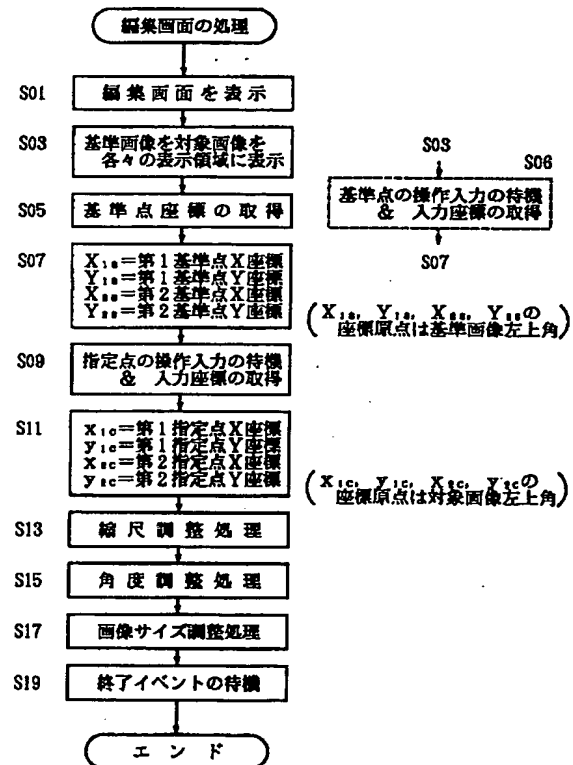 編集画面の処理
S01
編集画面を表示
S03
基準画像を対象画像を
各々の表示領域に表示
S05
基準点座標の取得
S03
S06
基準点の操作入力の待機
& 入力座標の取得
S07
S07
X₁ₛ=第1基準点X座標
Y₁ₛ=第1基準点Y座標
X₂ₛ=第2基準点X座標
Y₂ₛ=第2基準点Y座標
(X₁ₛ, Y₁ₛ, X₂ₛ, Y₂ₛの
座標原点は基準画像左上角)
S09
指定点の操作入力の待機
& 入力座標の取得
S11
x₁c=第1指定点X座標
y₁c=第1指定点Y座標
x₂c=第2指定点X座標
y₂c=第2指定点Y座標
(x₁c, y₁c, x₂c, y₂cの
座標原点は対象画像左上角)
S13
縮尺調整処理
S15
角度調整処理
S17
画像サイズ調整処理
S19
終了イベントの待機
エンド